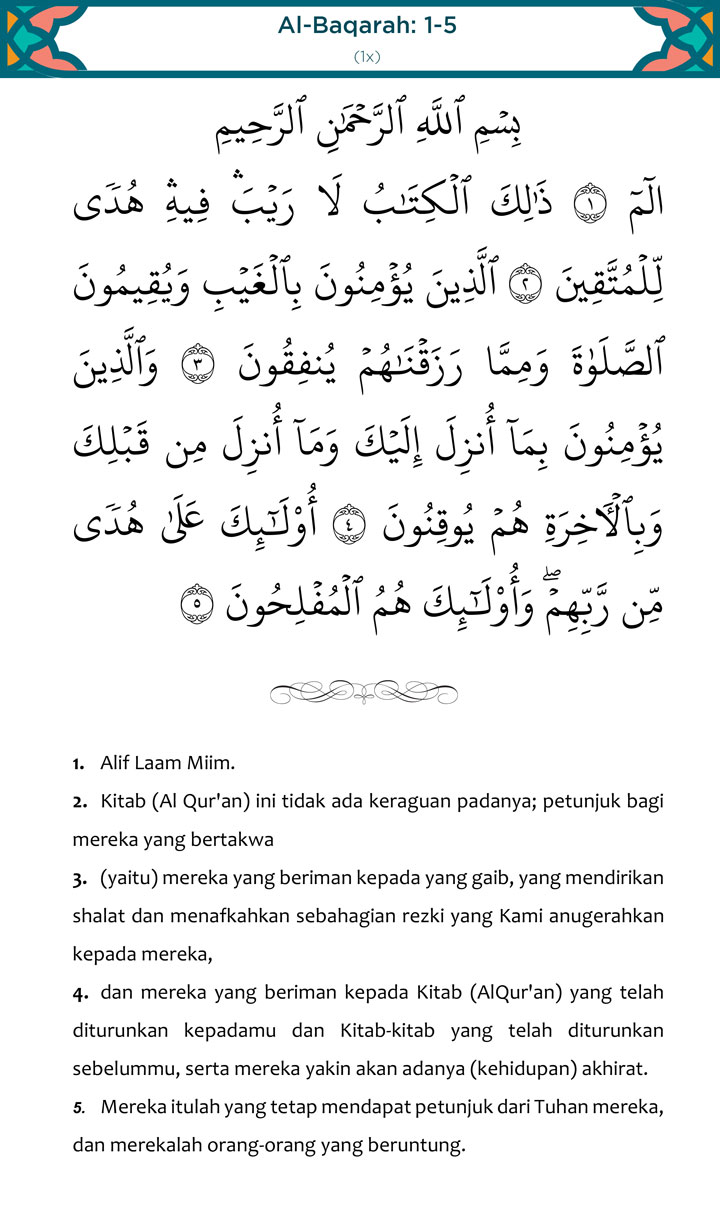 Al-Baqarah: 1-5
(1x)
بِسۡمِ ٱللَّهِ ٱلرَّحۡمَٰنِ ٱلرَّحِيمِ
الٓمٓ ١ ذَٰلِكَ ٱلۡكِتَٰبُ لَا رَيۡبَۛ فِيهِۛ هُدٗى
لِّلۡمُتَّقِينَ ٢ ٱلَّذِينَ يُؤۡمِنُونَ بِٱلۡغَيۡبِ وَيُقِيمُونَ
ٱلصَّلَوٰةَ وَمِمَّا رَزَقۡنَٰهُمۡ يُنفِقُونَ ٣ وَٱلَّذِينَ
يُؤۡمِنُونَ بِمَآ أُنزِلَ إِلَيۡكَ وَمَآ أُنزِلَ مِن قَبۡلِكَ
وَبِٱلۡأٓخِرَةِ هُمۡ يُوقِنُونَ ٤ أُوْلَٰٓئِكَ عَلَىٰ هُدٗى
مِّن رَّبِّهِمۡۖ وَأُوْلَٰٓئِكَ هُمُ ٱلۡمُفۡلِحُونَ ٥
1. Alif Laam Miim.
2. Kitab (Al Qur'an) ini tidak ada keraguan padanya; petunjuk bagi
mereka yang bertakwa
3. (yaitu) mereka yang beriman kepada yang gaib, yang mendirikan
shalat dan menafkahkan sebahagian rezki yang Kami anugerahkan
kepada mereka,
4. dan mereka yang beriman kepada Kitab (AlQur'an) yang telah
diturunkan kepadamu dan Kitab-kitab yang telah diturunkan
sebelummu, serta mereka yakin akan adanya (kehidupan) akhirat.
5. Mereka itulah yang tetap mendapat petunjuk dari Tuhan mereka,
dan merekalah orang-orang yang beruntung.